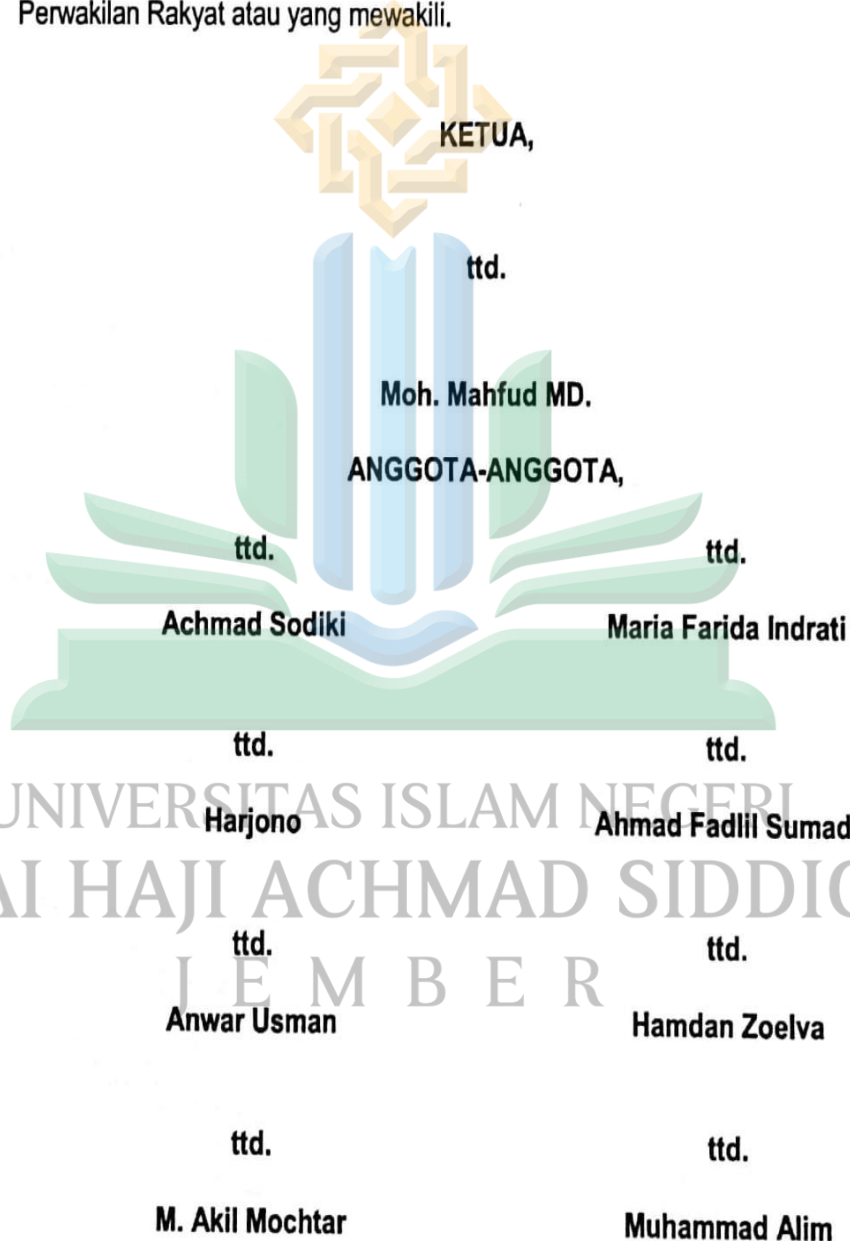 Perwakilan Rakyat atau yang mewakili.
KETUA,
ttd.
Moh. Mahfud MD.
ANGGOTA-ANGGOTA,
ttd. ttd.
Achmad Sodiki Maria Farida Indrati
ttd. ttd.
UNIVERSITAS ISLAM NEGERI
Harjono Ahmad Fadlil Sumad
AI HAJI ACHMAD SIDDIQ
ttd. ttd.
JEMBER
Anwar Usman Hamdan Zoelva
ttd. ttd.
M. Akil Mochtar Muhammad Alim